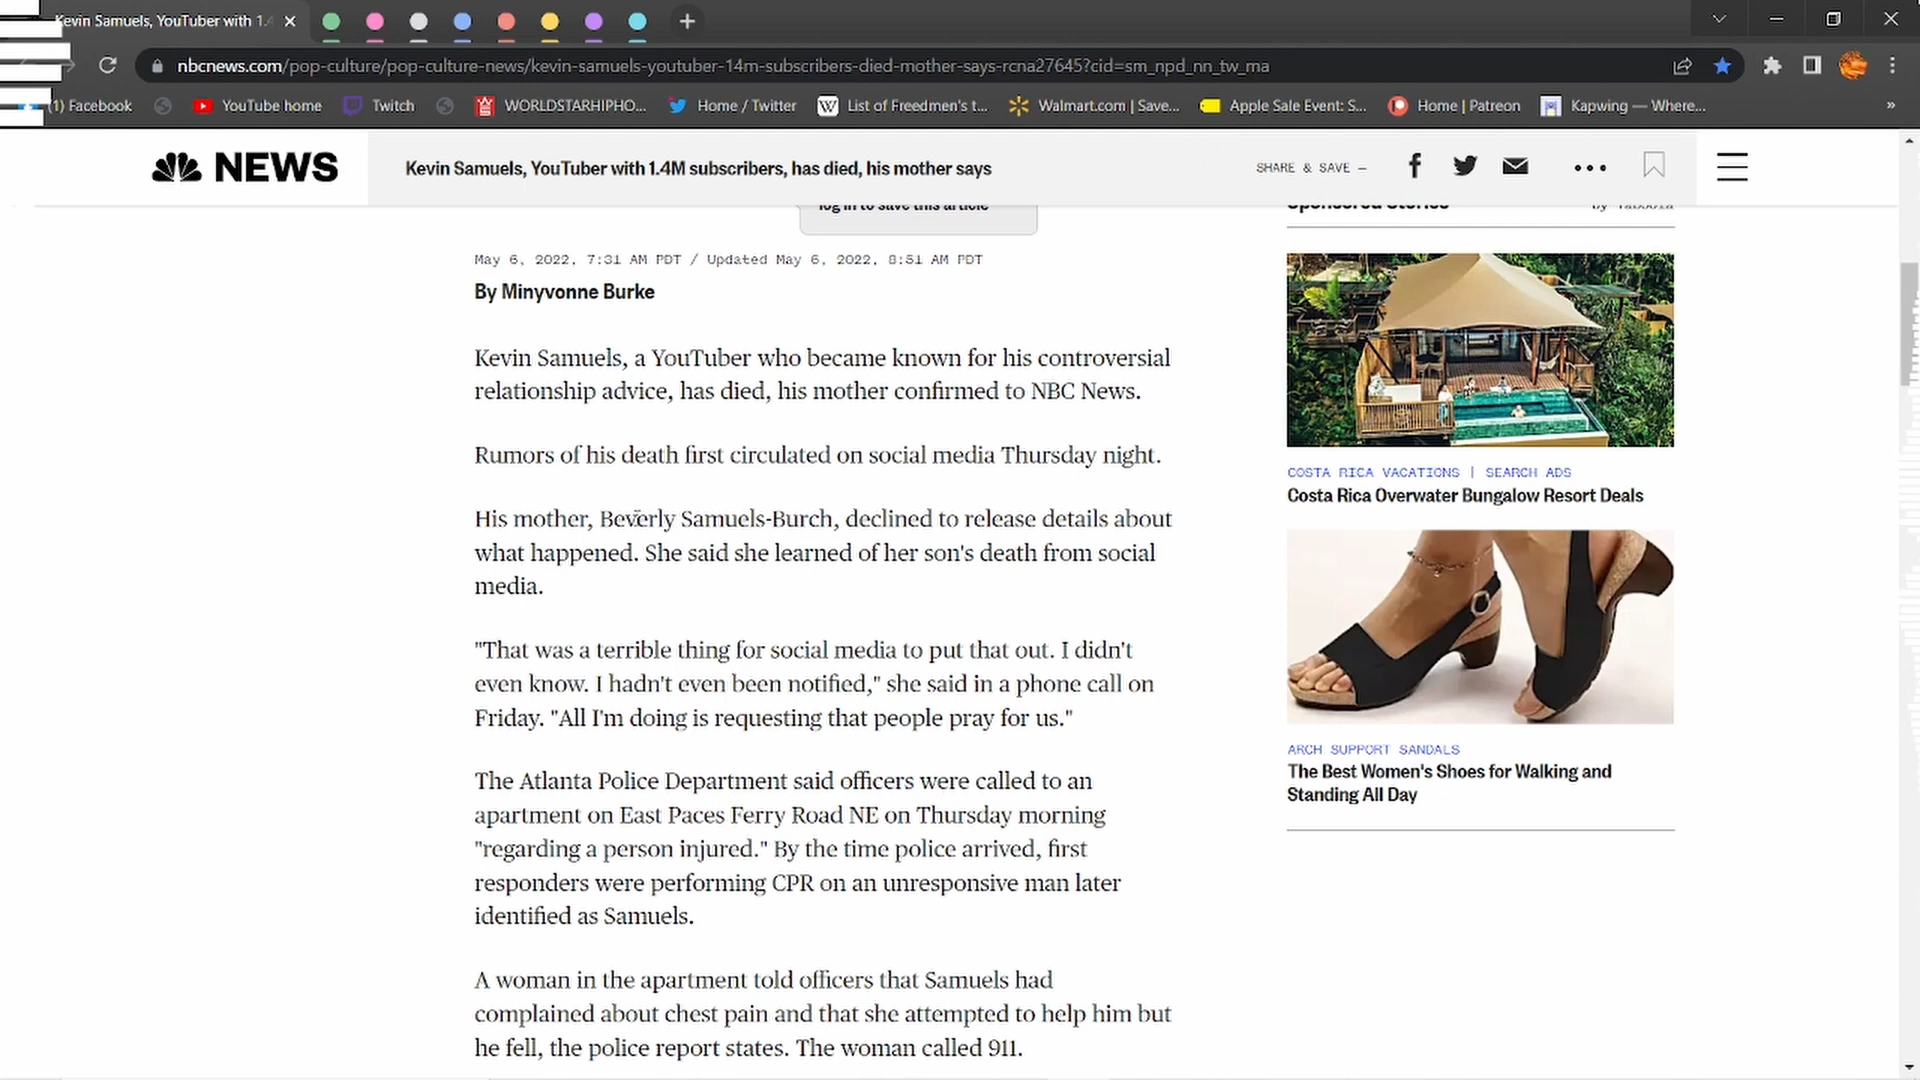 Kevin Samuels, YouTuber with 1.4
nbcnews.com/pop-culture/pop-culture-news/kevin-samuels-youtuber-14m-subscribers-died-mother-says-rcna27645?cid=sm_npd_nn_tw_ma
(1) Facebook YouTube home Twitch WORLDSTARHIPHO... Home / Twitter List of Freedmen's t... Walmart.com | Save... Apple Sale Event: S... Home | Patreon Kapwing — Where... »
NEWS Kevin Samuels, YouTuber with 1.4M subscribers, has died, his mother says SHARE & SAVE —
log in to save this article
Sponsored Stories by Taboola
May 6, 2022, 7:31 AM PDT / Updated May 6, 2022, 8:51 AM PDT
By Minyvonne Burke
Kevin Samuels, a YouTuber who became known for his controversial
relationship advice, has died, his mother confirmed to NBC News.
Rumors of his death first circulated on social media Thursday night.
His mother, Beverly Samuels-Burch, declined to release details about
what happened. She said she learned of her son's death from social
media.
"That was a terrible thing for social media to put that out. I didn't
even know. I hadn't even been notified," she said in a phone call on
Friday. "All I'm doing is requesting that people pray for us."
The Atlanta Police Department said officers were called to an
apartment on East Paces Ferry Road NE on Thursday morning
"regarding a person injured." By the time police arrived, first
responders were performing CPR on an unresponsive man later
identified as Samuels.
A woman in the apartment told officers that Samuels had
complained about chest pain and that she attempted to help him but
he fell, the police report states. The woman called 911.
COSTA RICA VACATIONS | SEARCH ADS
Costa Rica Overwater Bungalow Resort Deals
ARCH SUPPORT SANDALS
The Best Women's Shoes for Walking and
Standing All Day